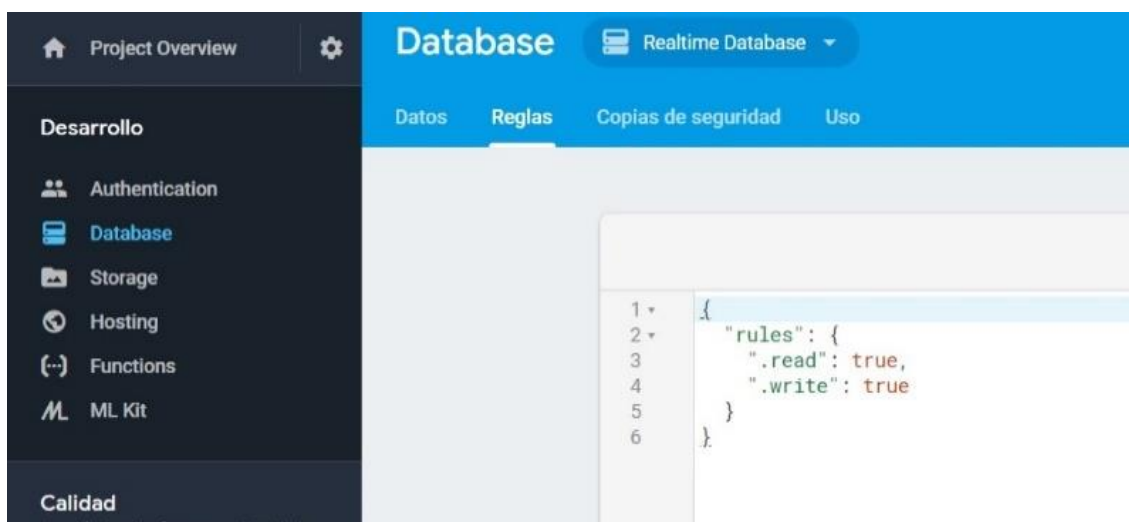 Project Overview
Desarrollo
Authentication
Database
Storage
Hosting
Functions
ML Kit
Calidad
Database Realtime Database
Datos Reglas Copias de seguridad Uso
1 {
2 "rules": {
3 ".read": true,
4 ".write": true
5 }
6 }